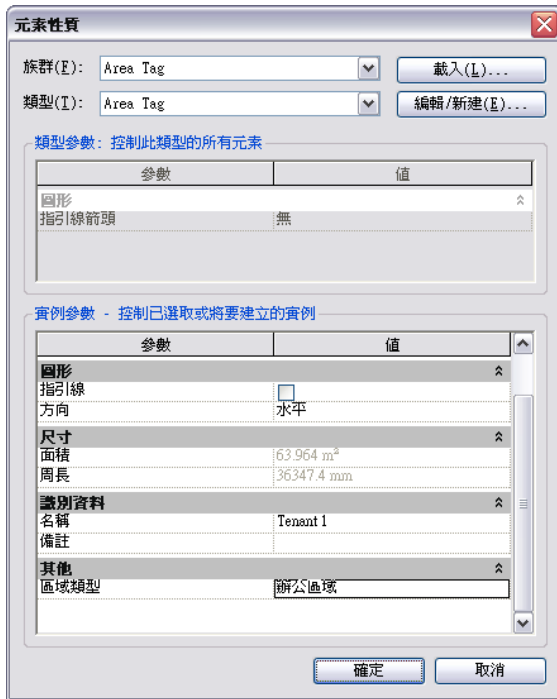 元素性質
族群(F): Area Tag 載入(L)...
類型(T): Area Tag 編輯/新建(E)...
類型參數: 控制此類型的所有元素
參數 值
圖形
指引線箭頭 無
實例參數 - 控制已選取或將要建立的實例
參數 值
圖形
指引線
方向 水平
尺寸
面積 63.964 m²
周長 36347.4 mm
識別資料
名稱 Tenant 1
備註
其他
區域類型 辦公區域
確定 取消